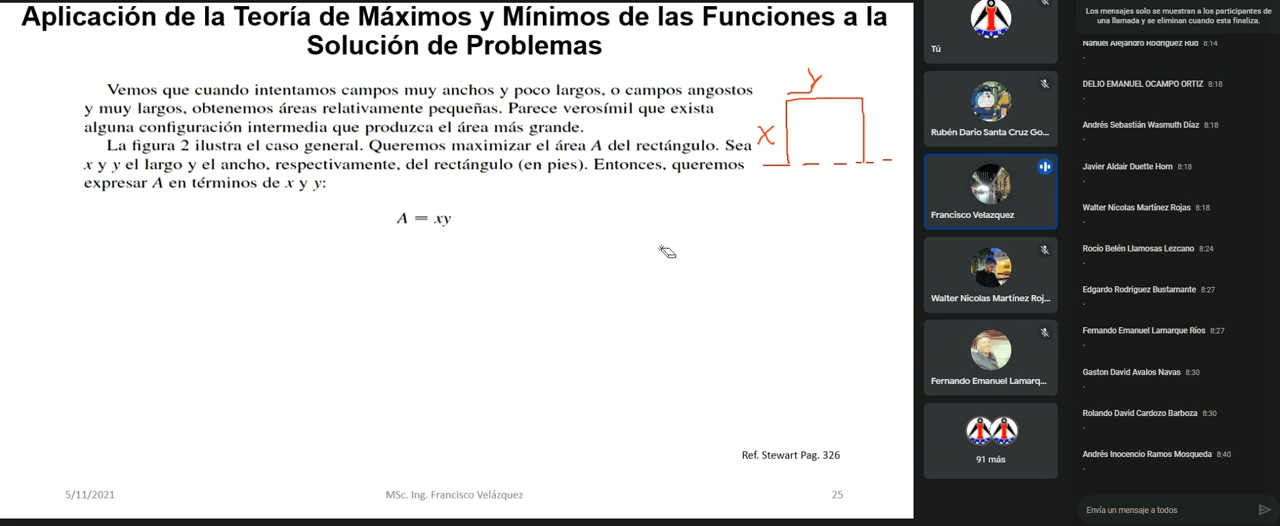 Aplicación de la Teoría de Máximos y Mínimos de las Funciones a la
Solución de Problemas
Vemos que cuando intentamos campos muy anchos y poco largos, o campos angostos
y muy largos, obtenemos áreas relativamente pequeñas. Parece verosímil que exista
alguna configuración intermedia que produzca el área más grande.
La figura 2 ilustra el caso general. Queremos maximizar el área A del rectángulo. Sea
x y y el largo y el ancho, respectivamente, del rectángulo (en pies). Entonces, queremos
expresar A en términos de x y y:
A = xy
y
x
Ref. Stewart Pag. 326
5/11/2021
MSc. Ing. Francisco Velázquez
25
Tú
Rubén Dario Santa Cruz Go...
Francisco Velazquez
Walter Nicolas Martínez Roj...
Fernando Emanuel Lamarq...
91 más
Los mensajes solo se muestran a los participantes de
una llamada y se eliminan cuando esta finaliza.
8:14
.
DELIO EMANUEL OCAMPO ORTIZ 8:18
.
Andrés Sebastián Wasmuth Díaz 8:18
.
Javier Aldair Duette Horn 8:18
.
Walter Nicolas Martínez Rojas 8:18
.
Rocío Belén Llamosas Lezcano 8:24
.
Edgardo Rodriguez Bustamante 8:27
.
Fernando Emanuel Lamarque Ríos 8:27
.
Gaston David Avalos Navas 8:30
.
Rolando David Cardozo Barboza 8:30
.
Andrés Inocencio Ramos Mosqueda 8:40
.
Envía un mensaje a todos